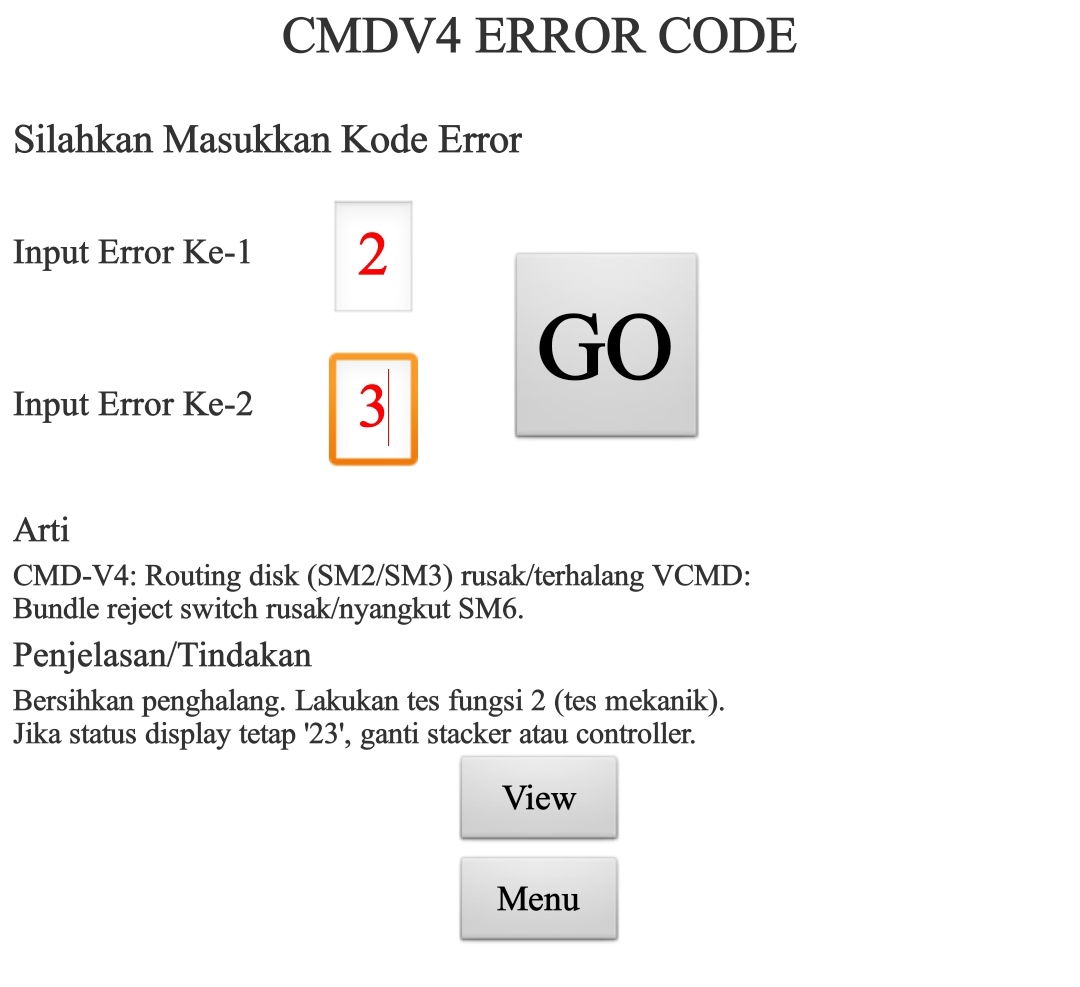 CMDV4 ERROR CODE
Silahkan Masukkan Kode Error
Input Error Ke-1
2
GO
Input Error Ke-2
3
Arti
CMD-V4: Routing disk (SM2/SM3) rusak/terhalang VCMD:
Bundle reject switch rusak/nyangkut SM6.
Penjelasan/Tindakan
Bersihkan penghalang. Lakukan tes fungsi 2 (tes mekanik).
Jika status display tetap '23', ganti stacker atau controller.
View
Menu